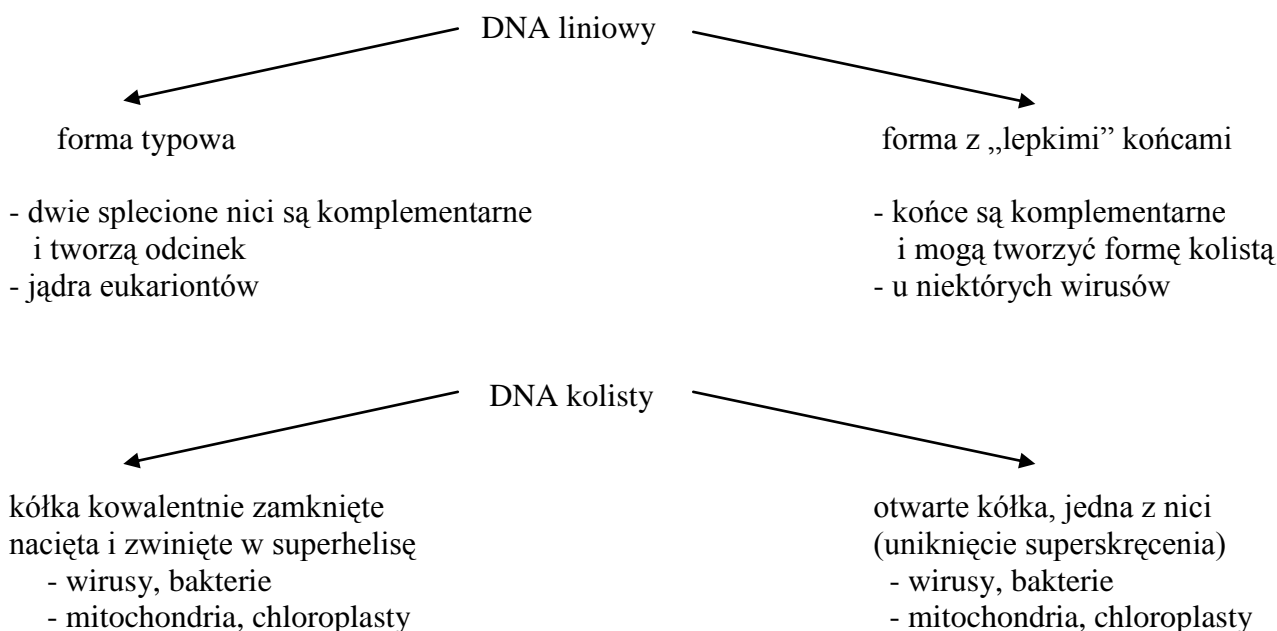 DNA liniowy
forma typowa
- dwie splecione nici są komplementarne
i tworzą odcinek
- jądra eukariontów
forma z „lepkimi” końcami
- końce są komplementarne
i mogą tworzyć formę kolistą
- u niektórych wirusów
DNA kolisty
kółka kowalentnie zamknięte
nacięta i zwinięte w superhelisę
- wirusy, bakterie
- mitochondria, chloroplasty
otwarte kółka, jedna z nici
(uniknięcie superskręcenia)
- wirusy, bakterie
- mitochondria, chloroplasty